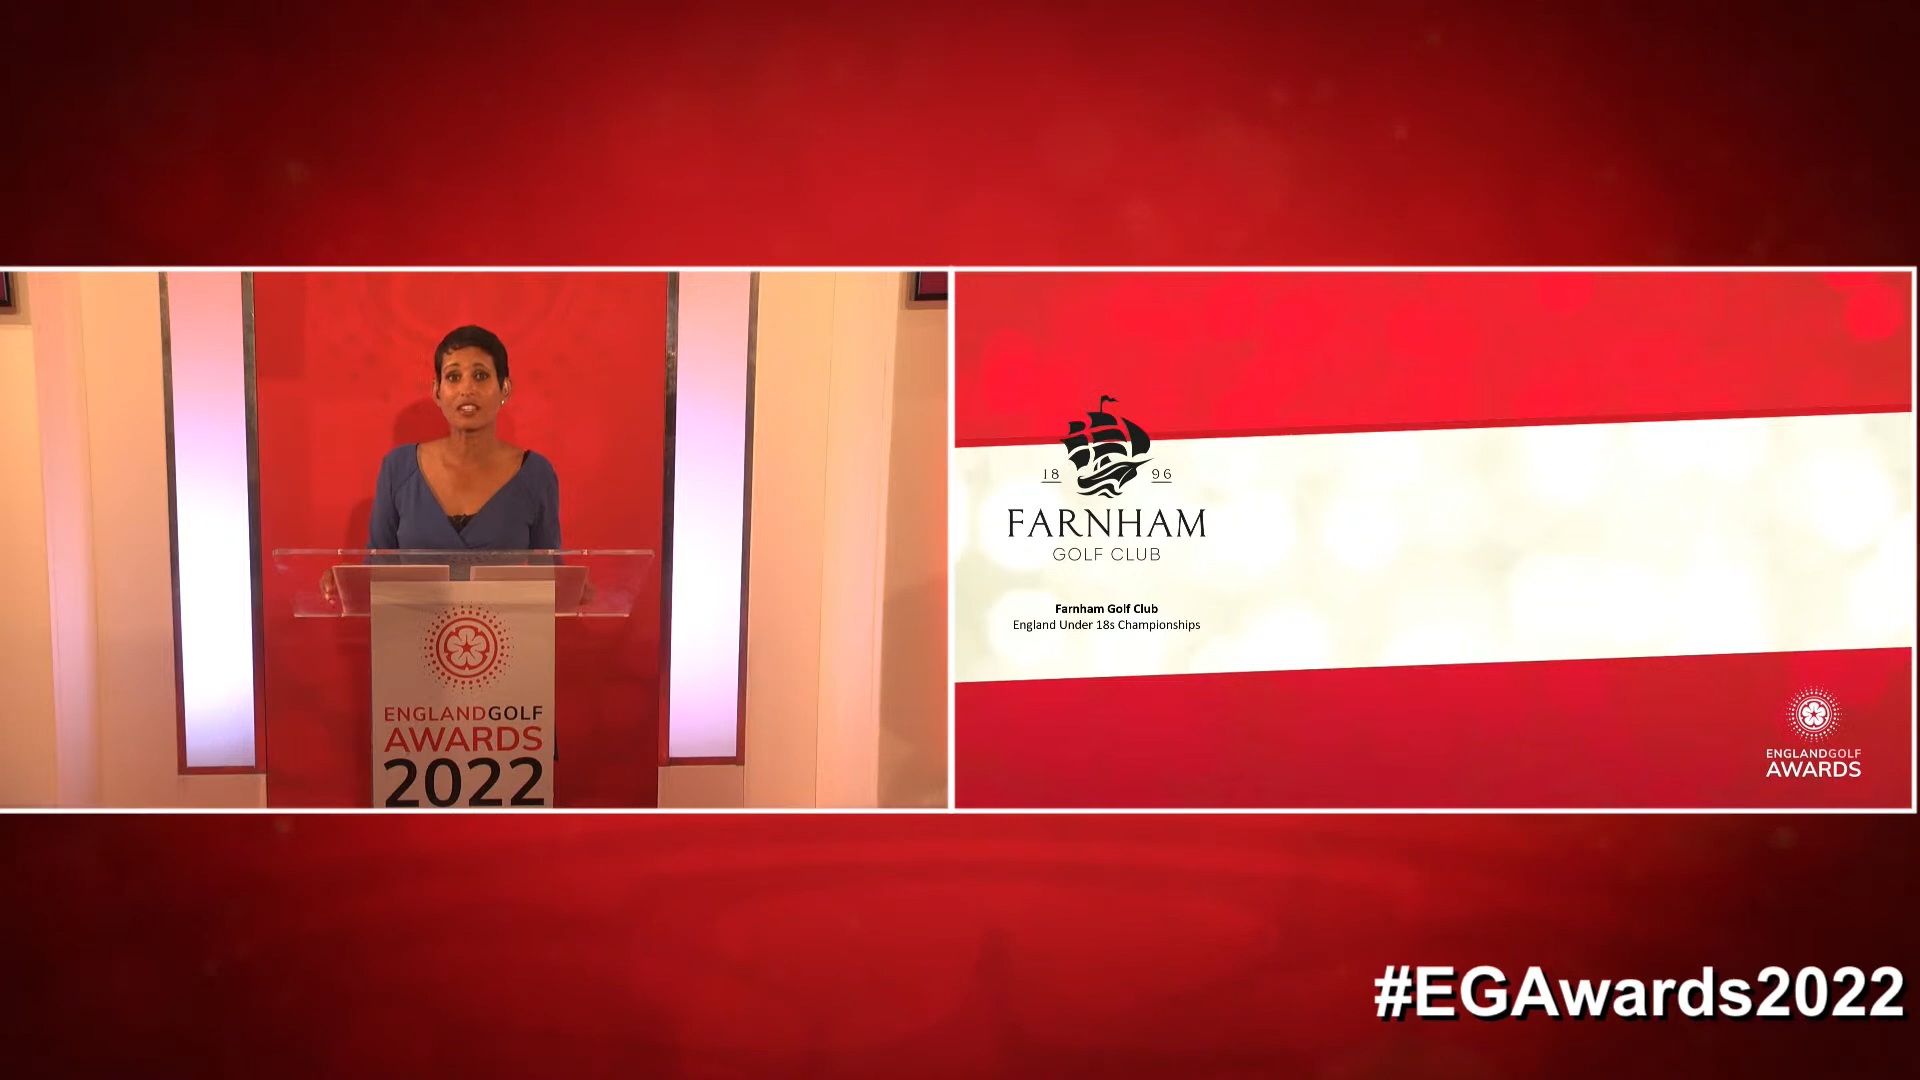 ENGLANDGOLF
AWARDS
2022
18 96
FARNHAM
GOLF CLUB
Farnham Golf Club
England Under 18s Championships
ENGLANDGOLF
AWARDS
#EGAwards2022